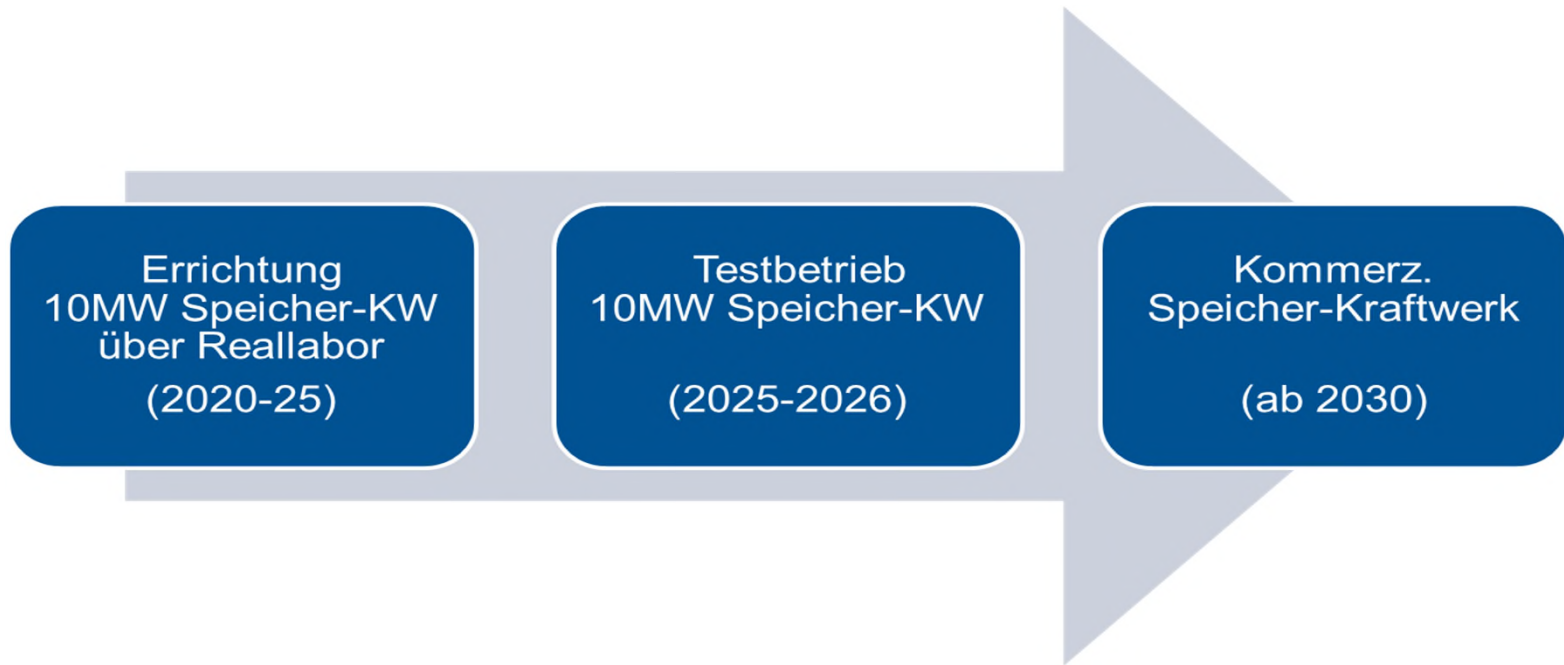 Errichtung
10MW Speicher-KW
über Reallabor
(2020-25)
Testbetrieb
10MW Speicher-KW
(2025-2026)
Kommerz.
Speicher-Kraftwerk
(ab 2030)